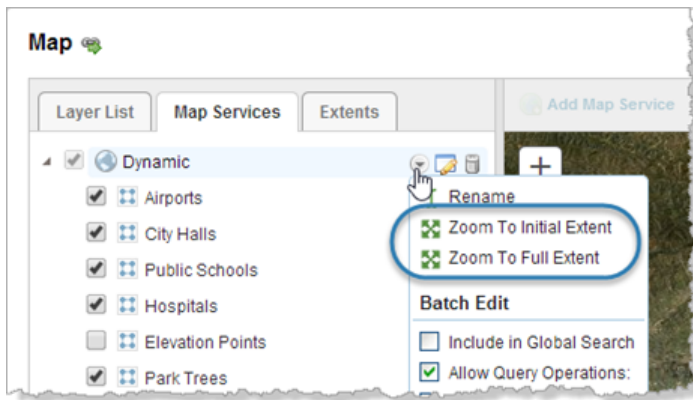 Map
Layer List Map Services Extents Add Map Service
Dynamic
Airports Rename
City Halls Zoom To Initial Extent
Public Schools Zoom To Full Extent
Hospitals Batch Edit
Elevation Points Include in Global Search
Park Trees Allow Query Operations: